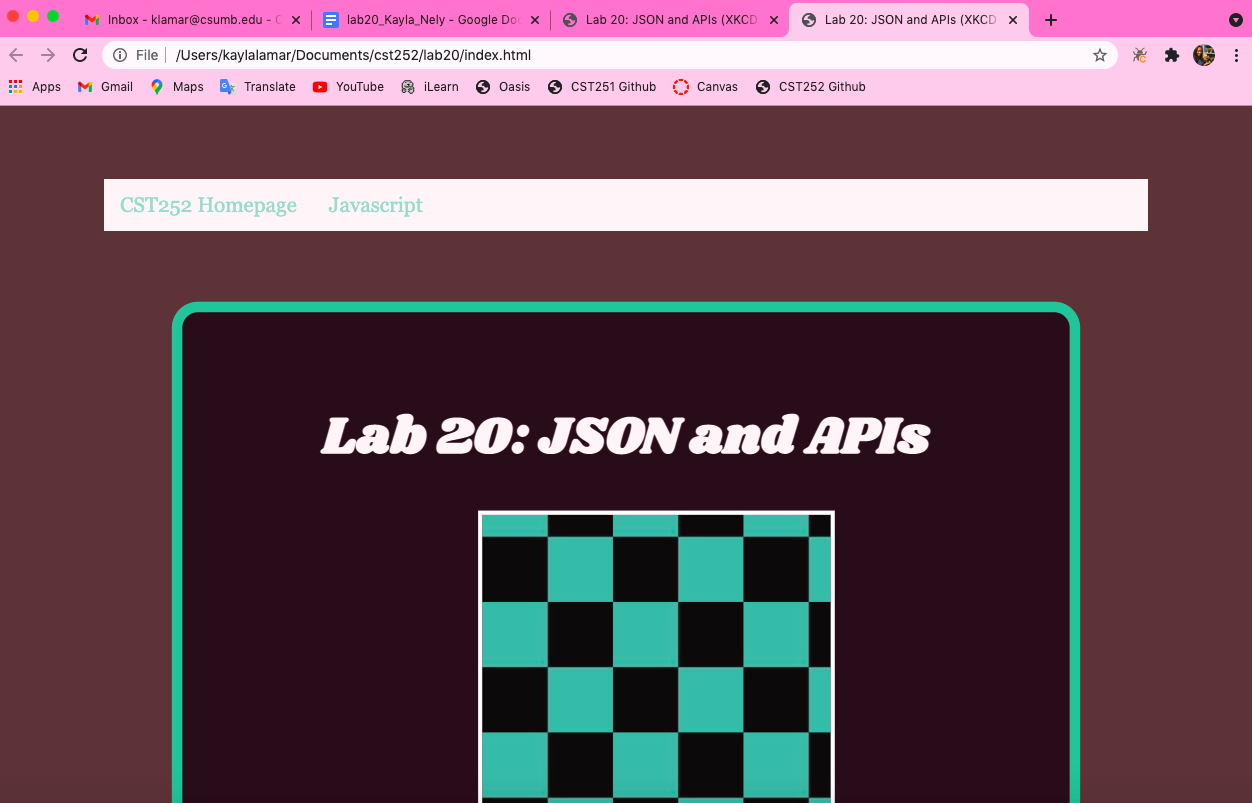 Inbox - klamar@csumb.edu - C
lab20_Kayla_Nely - Google Doc
Lab 20: JSON and APIs (XKCD
Lab 20: JSON and APIs (XKCD
File
/Users/kaylalamar/Documents/cst252/lab20/index.html
Apps
Gmail
Maps
Translate
YouTube
iLearn
Oasis
CST251 Github
Canvas
CST252 Github
CST252 Homepage
Javascript
Lab 20: JSON and APIs